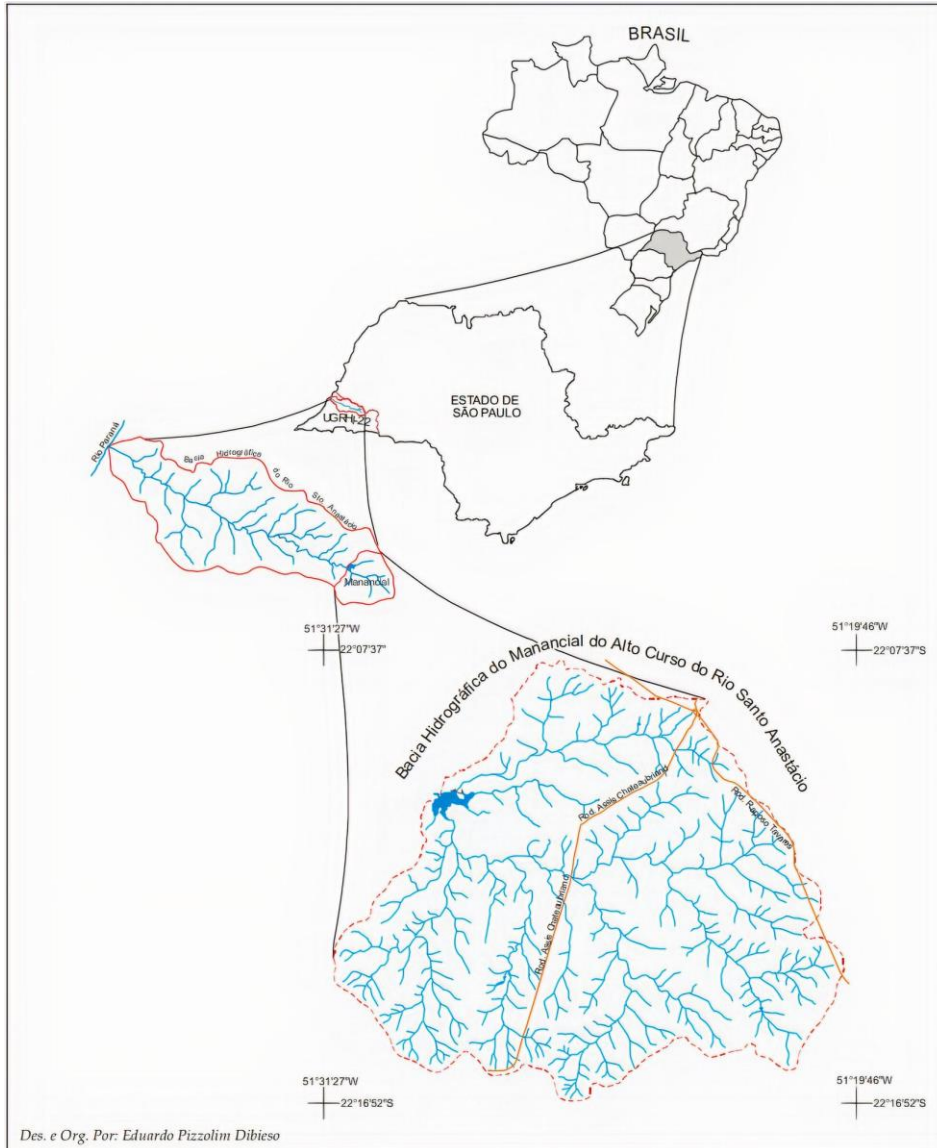 BRASIL
ESTADO DE
SÃO PAULO
UGRHI-22
Rio Paraná
Bacia Hidrográfica do Rio Sto. Anastácio
Manancial
51°31'27"W
22°07'37"
51°19'46"W
22°07'37"S
Bacia Hidrográfica do Manancial do Alto Curso do Rio Santo Anastácio
Rod. Assis Chateaubriand
Rod. Raposo Tavares
Rod. Assis Chateaubriand
51°31'27"W
22°16'52"S
51°19'46"W
22°16'52"S
Des. e Org. Por: Eduardo Pizzolim Dibieso